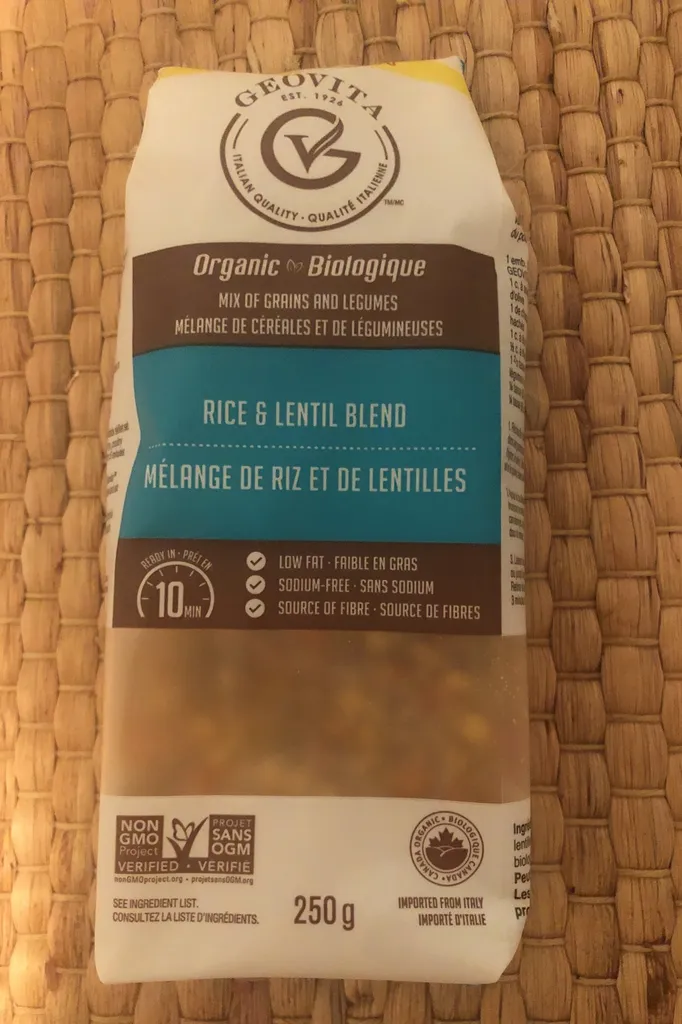 GEOVITA
EST. 1926
ITALIAN QUALITY · QUALITÉ ITALIENNE
TM/MC
Organic Biologique
MIX OF GRAINS AND LEGUMES
MÉLANGE DE CÉRÉALES ET DE LÉGUMINEUSES
RICE & LENTIL BLEND
MÉLANGE DE RIZ ET DE LENTILLES
READY IN · PRÊT EN
10 MIN
LOW FAT · FAIBLE EN GRAS
SODIUM-FREE · SANS SODIUM
SOURCE OF FIBRE · SOURCE DE FIBRES
NON GMO Project
PROJET SANS OGM
VERIFIED · VÉRIFIÉ
nonGMOproject.org · projetsansOGM.org
CANADA ORGANIC · BIOLOGIQUE CANADA
SEE INGREDIENT LIST.
CONSULTEZ LA LISTE D'INGRÉDIENTS.
250 g
IMPORTED FROM ITALY
IMPORTÉ D'ITALIE